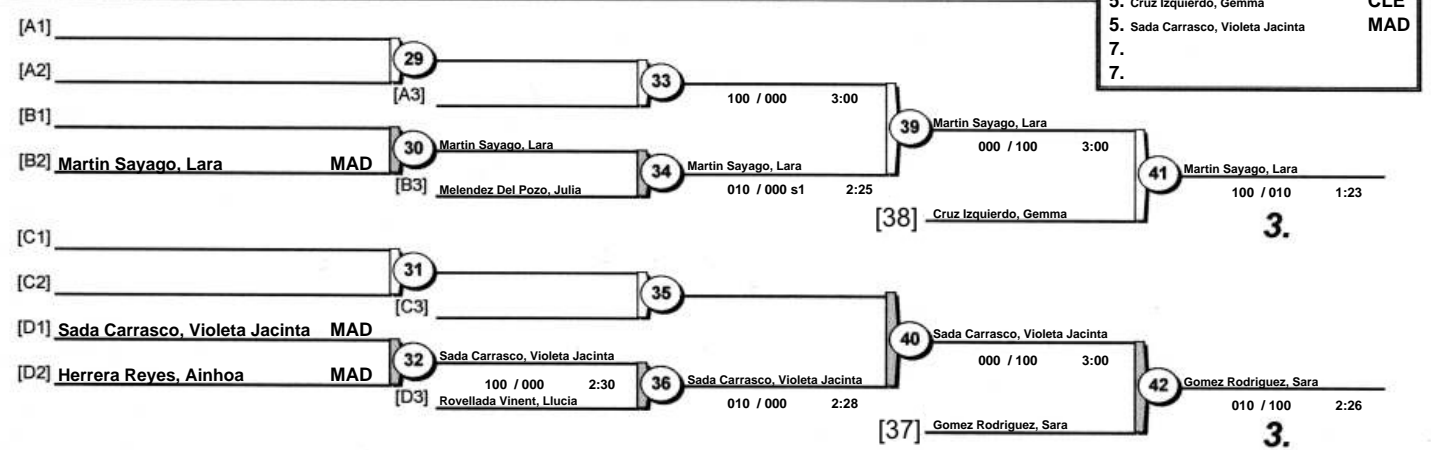 5. Cruz Izquierdo, Gemma CLE
5. Sada Carrasco, Violeta Jacinta MAD
7.
7.
[A1]
29
[A2]
[A3]
33
100 / 000 3:00
[B1]
39 Martin Sayago, Lara
000 / 100 3:00
[B2] Martin Sayago, Lara MAD
30 Martin Sayago, Lara
[B3] Melendez Del Pozo, Julia
34 Martin Sayago, Lara
010 / 000 s1 2:25
41 Martin Sayago, Lara
100 / 010 1:23
[38] Cruz Izquierdo, Gemma
3.
[C1]
31
[C2]
[C3]
35
[D1] Sada Carrasco, Violeta Jacinta MAD
40 Sada Carrasco, Violeta Jacinta
000 / 100 3:00
32 Sada Carrasco, Violeta Jacinta
100 / 000 2:30
[D2] Herrera Reyes, Ainhoa MAD
[D3] Rovellada Vinent, Llucia
36 Sada Carrasco, Violeta Jacinta
010 / 000 2:28
42 Gomez Rodriguez, Sara
010 / 100 2:26
[37] Gomez Rodriguez, Sara
3.